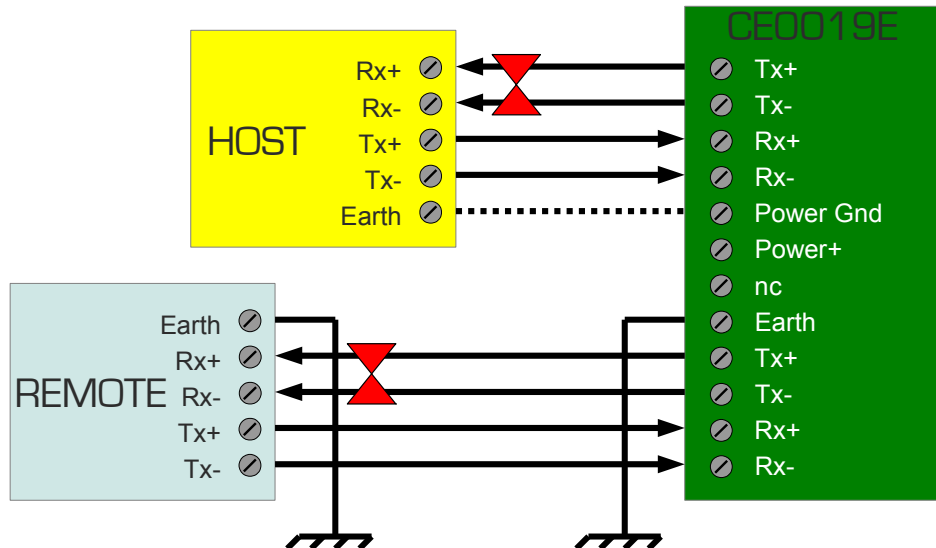 HOST
Rx+
Rx-
Tx+
Tx-
Earth
REMOTE
Earth
Rx+
Rx-
Tx+
Tx-
CE0019E
Tx+
Tx-
Rx+
Rx-
Power Gnd
Power+
nc
Earth
Tx+
Tx-
Rx+
Rx-